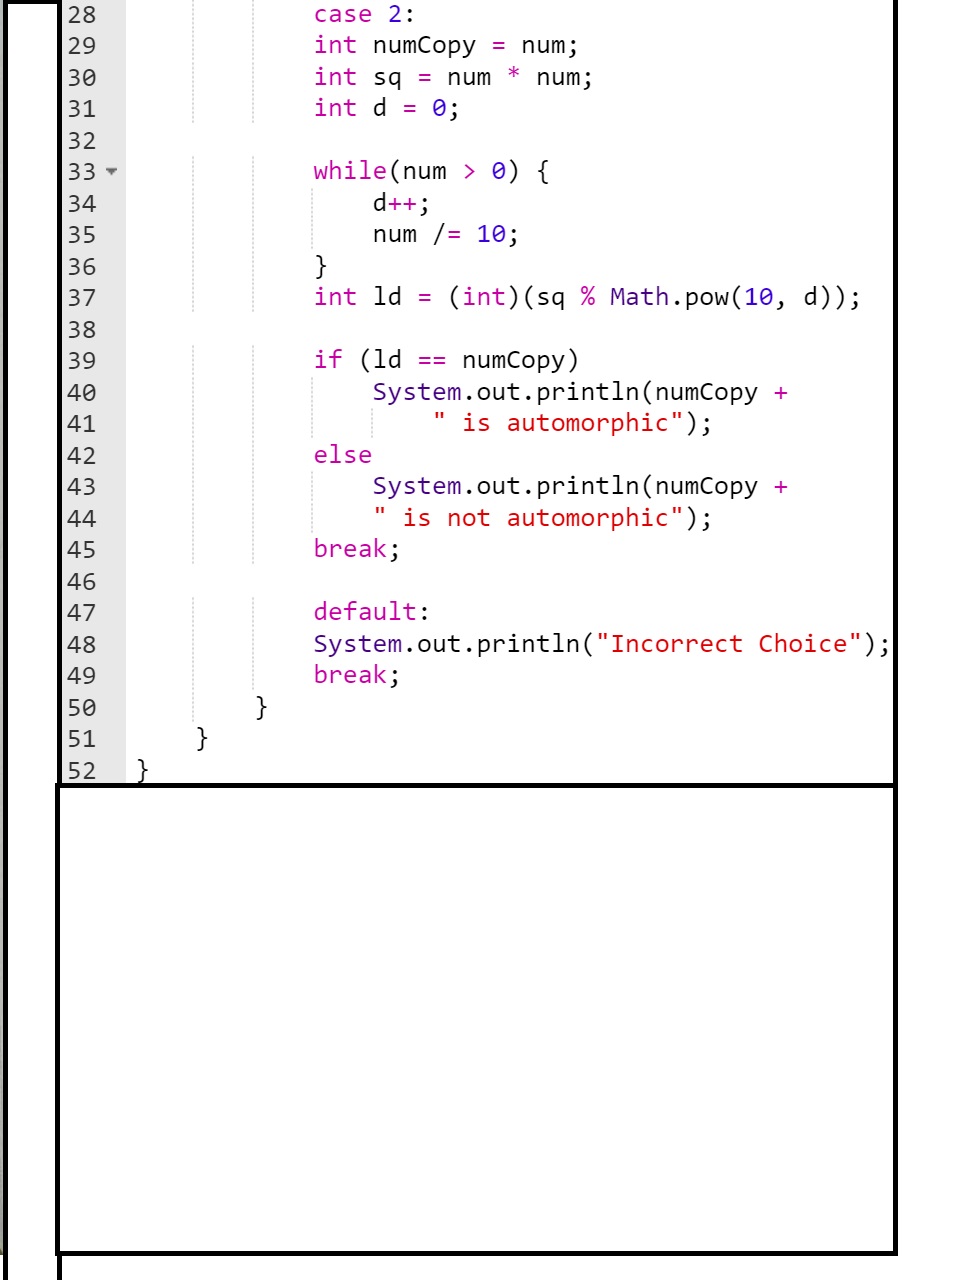 28 case 2:
29 int numCopy = num;
30 int sq = num * num;
31 int d = 0;
32
33 while(num > 0) {
34 d++;
35 num /= 10;
36 }
37 int ld = (int)(sq % Math.pow(10, d));
38
39 if (ld == numCopy)
40 System.out.println(numCopy +
41 " is automorphic");
42 else
43 System.out.println(numCopy +
44 " is not automorphic");
45 break;
46
47 default:
48 System.out.println("Incorrect Choice");
49 break;
50 }
51 }
52 }